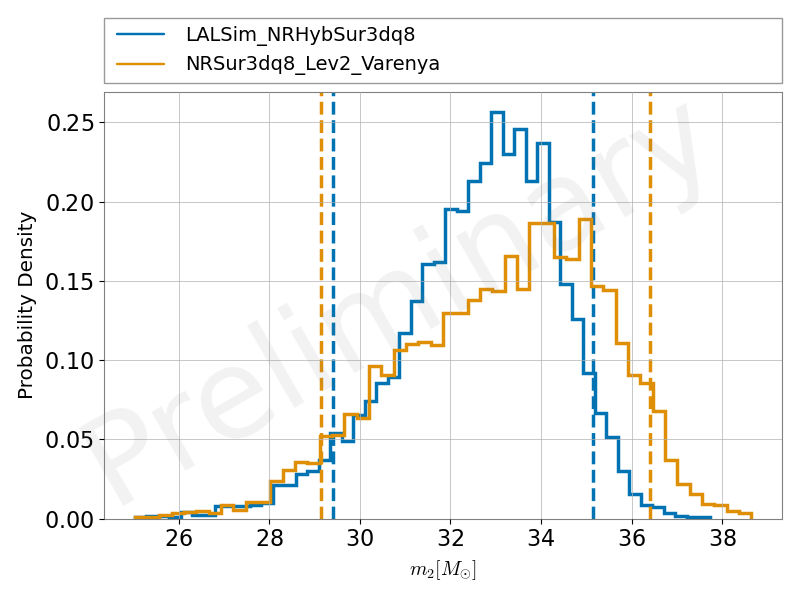 LALSim_NRHybSur3dq8
NRSur3dq8_Lev2_Varenya
Preliminary
Probability Density
0.25
0.20
0.15
0.10
0.05
0.00
26 28 30 32 34 36 38
m₂[M⊙]